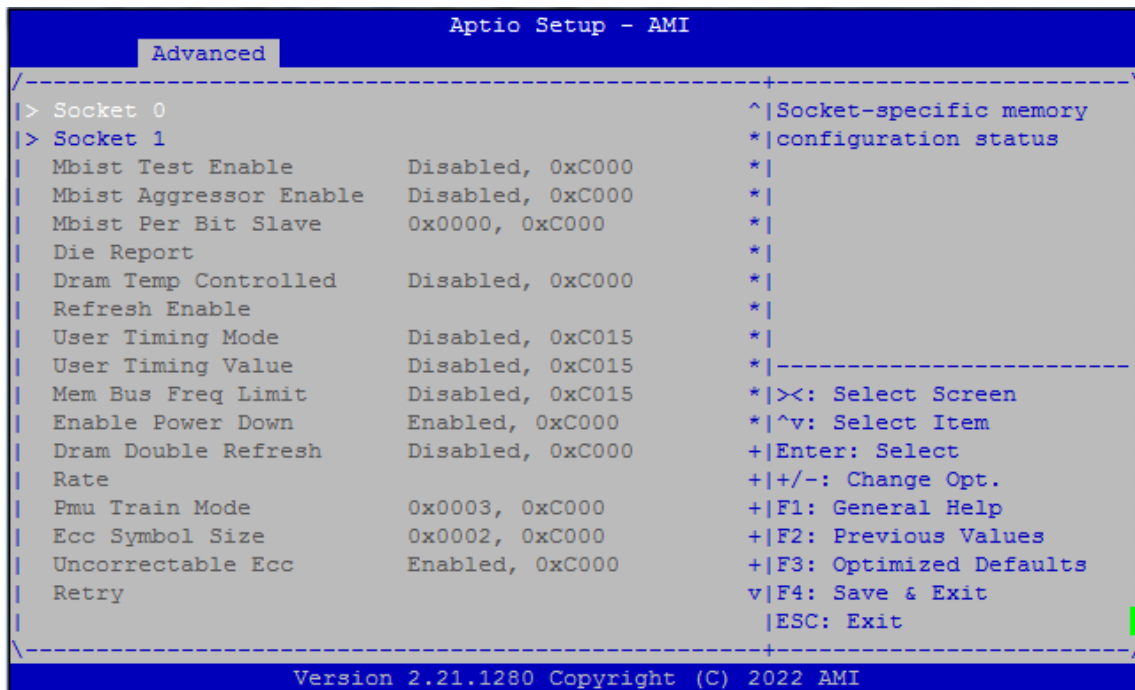 Aptio Setup - AMI
Advanced
/----------------------------------------------------+------------------------\
|> Socket 0 ^|Socket-specific memory
|> Socket 1 *|configuration status
| Mbist Test Enable Disabled, 0xC000 *|
| Mbist Aggressor Enable Disabled, 0xC000 *|
| Mbist Per Bit Slave 0x0000, 0xC000 *|
| Die Report *|
| Dram Temp Controlled Disabled, 0xC000 *|
| Refresh Enable *|
| User Timing Mode Disabled, 0xC015 *|
| User Timing Value Disabled, 0xC015 *|------------------------
| Mem Bus Freq Limit Disabled, 0xC015 *|><: Select Screen
| Enable Power Down Enabled, 0xC000 *|^v: Select Item
| Dram Double Refresh Disabled, 0xC000 +|Enter: Select
| Rate +|+/-: Change Opt.
| Pmu Train Mode 0x0003, 0xC000 +|F1: General Help
| Ecc Symbol Size 0x0002, 0xC000 +|F2: Previous Values
| Uncorrectable Ecc Enabled, 0xC000 +|F3: Optimized Defaults
| Retry v|F4: Save & Exit
| |ESC: Exit
\----------------------------------------------------+------------------------/
Version 2.21.1280 Copyright (C) 2022 AMI